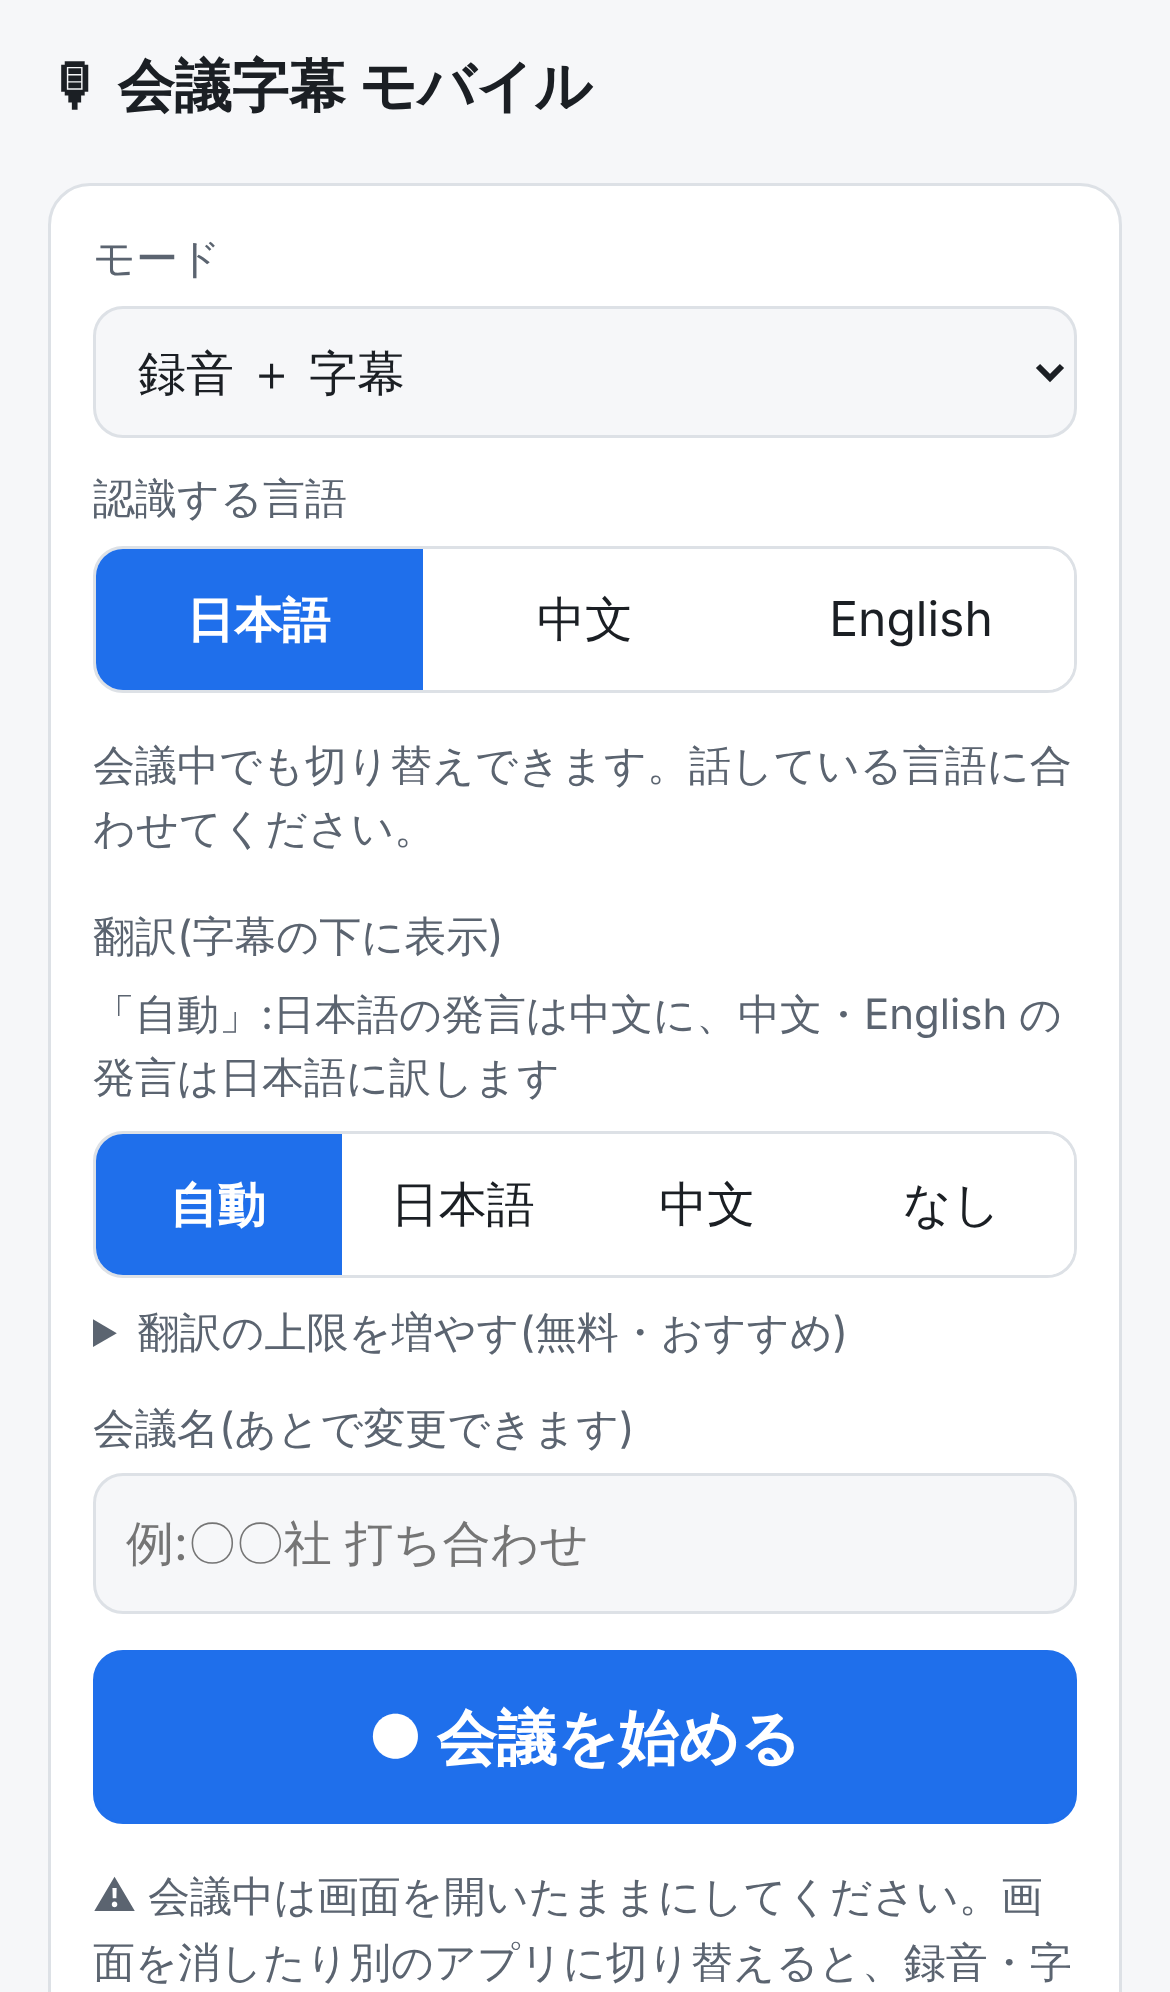 会議字幕 モバイル
モード
録音 ＋ 字幕
認識する言語
日本語 中文 English
会議中でも切り替えできます。話している言語に合
わせてください。
翻訳(字幕の下に表示)
「自動」:日本語の発言は中文に、中文・English の
発言は日本語に訳します
自動 日本語 中文 なし
▶ 翻訳の上限を増やす(無料・おすすめ)
会議名(あとで変更できます)
例:〇〇社 打ち合わせ
● 会議を始める
⚠ 会議中は画面を開いたままにしてください。画
面を消したり別のアプリに切り替えると、録音・字